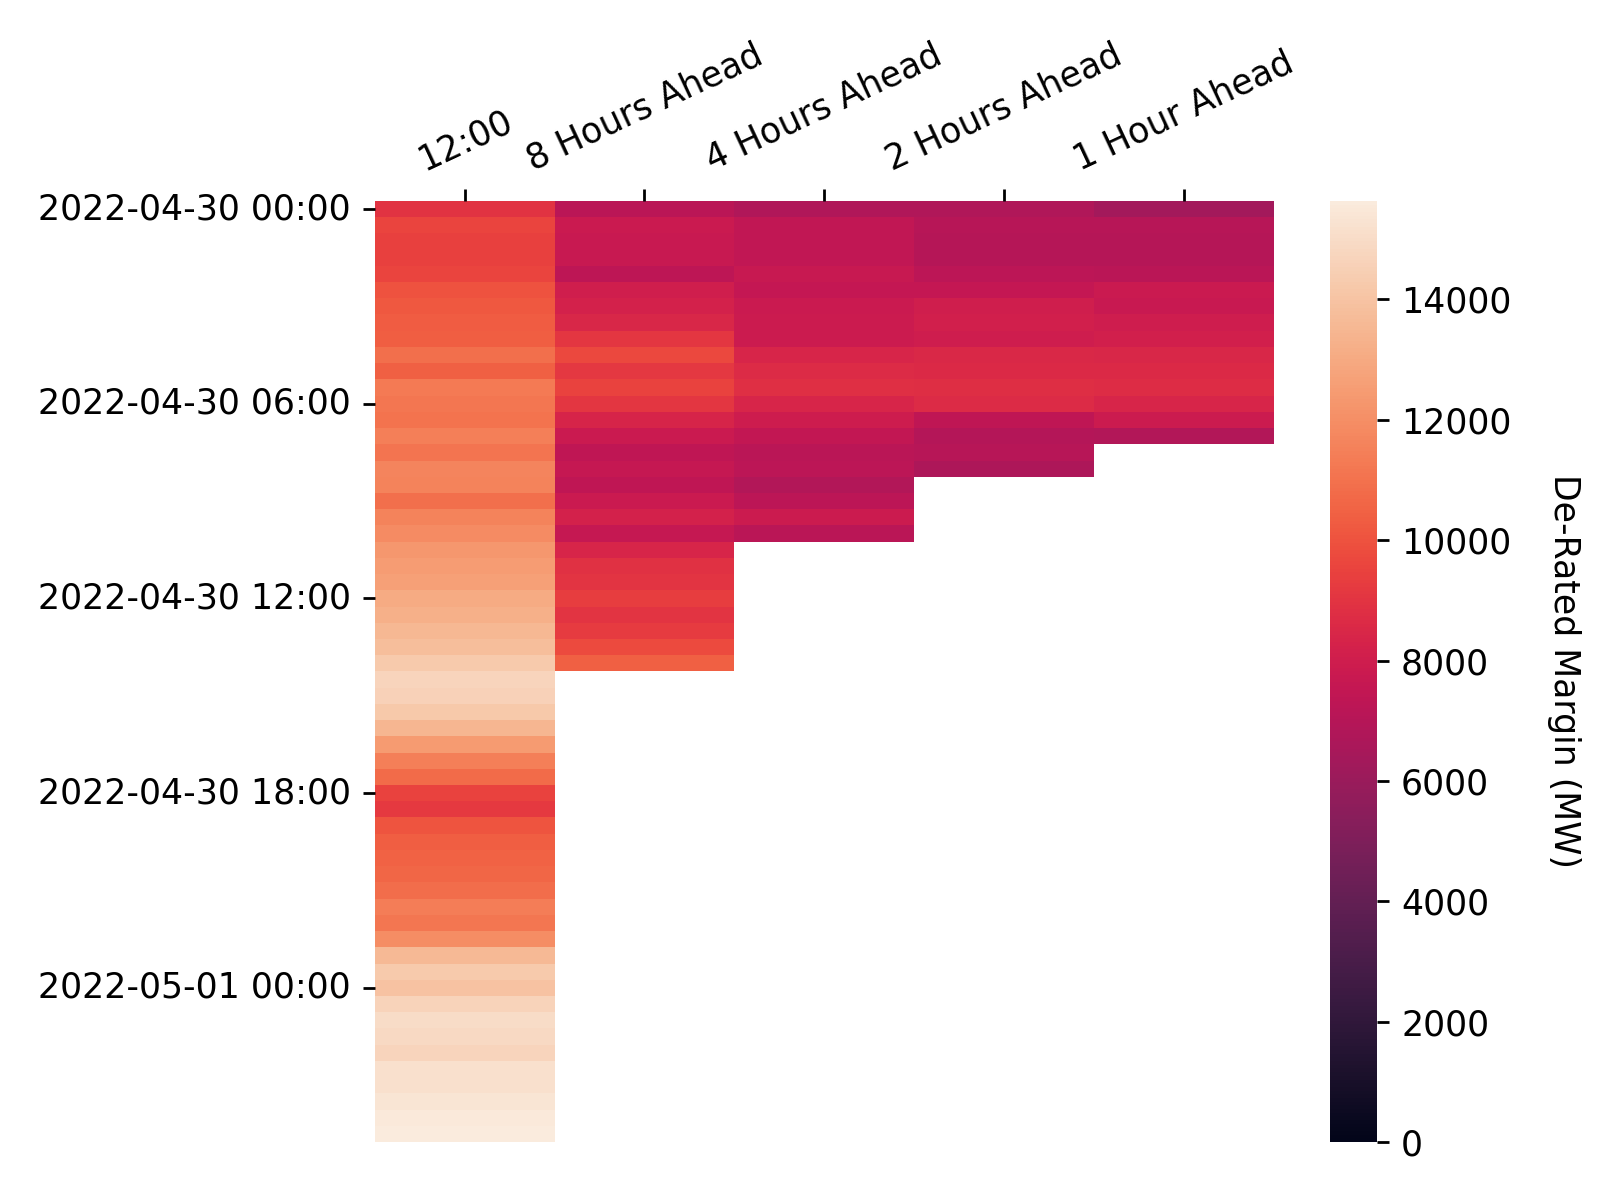 12:00
8 Hours Ahead
4 Hours Ahead
2 Hours Ahead
1 Hour Ahead
2022-04-30 00:00
2022-04-30 06:00
2022-04-30 12:00
2022-04-30 18:00
2022-05-01 00:00
14000
12000
10000
8000
6000
4000
2000
0
De-Rated Margin (MW)